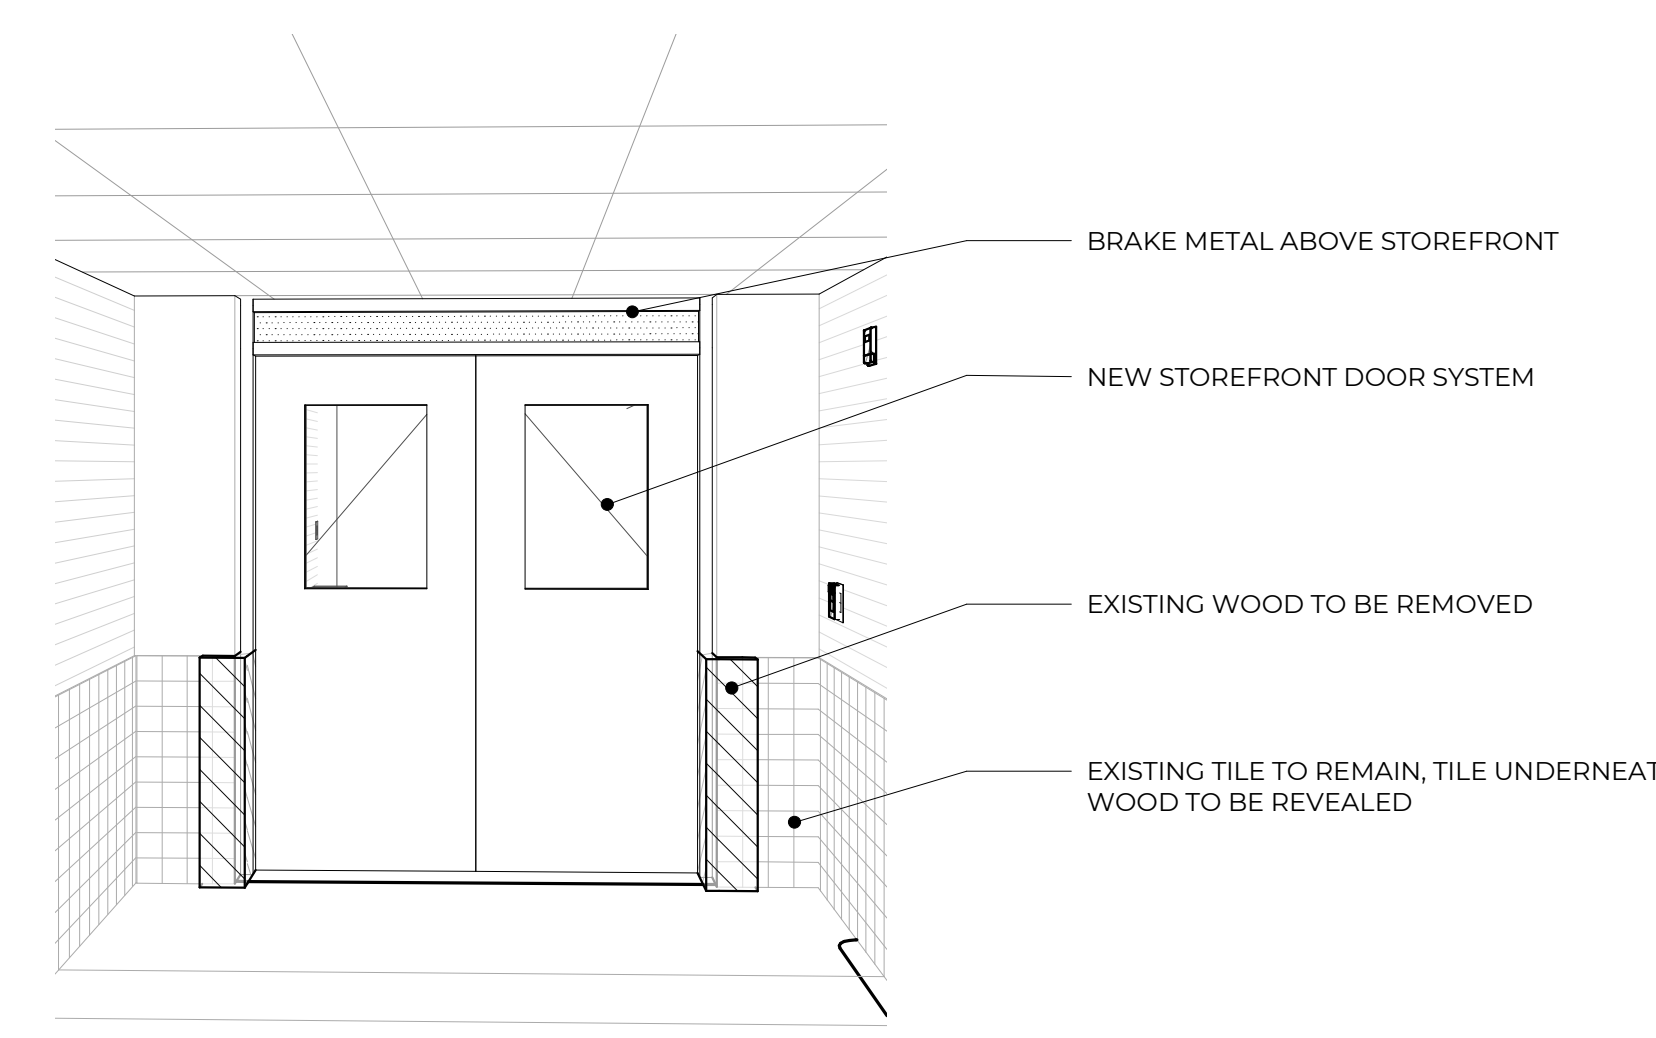 BRAKE METAL ABOVE STOREFRONT
NEW STOREFRONT DOOR SYSTEM
EXISTING WOOD TO BE REMOVED
EXISTING TILE TO REMAIN, TILE UNDERNEAT
WOOD TO BE REVEALED